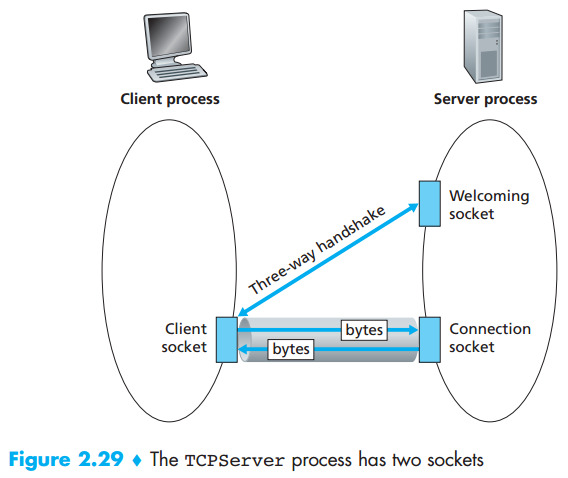 Client process
Server process
Welcoming
socket
Three-way handshake
Client
socket
bytes
bytes
Connection
socket
Figure 2.29 ♦ The TCPServer process has two sockets